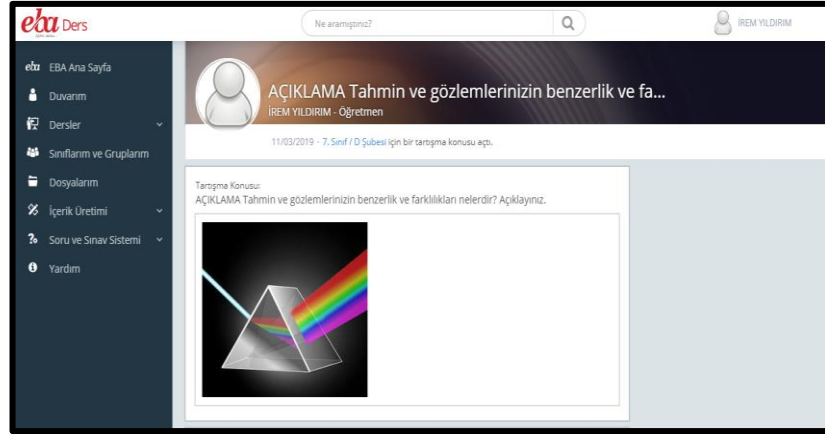 eba Ders
Ne aramıştınız?
İREM YILDIRIM
eba EBA Ana Sayfa
Duvarım
Dersler
Sınıflarım ve Gruplarım
Dosyalarım
İçerik Üretimi
Soru ve Sınav Sistemi
Yardım
AÇIKLAMA Tahmin ve gözlemlerinizin benzerlik ve fa...
İREM YILDIRIM - Öğretmen
11/03/2019 - 7. Sınıf / D Şubesi için bir tartışma konusu açtı.
Tartışma Konusu:
AÇIKLAMA Tahmin ve gözlemlerinizin benzerlik ve farklılıkları nelerdir? Açıklayınız.